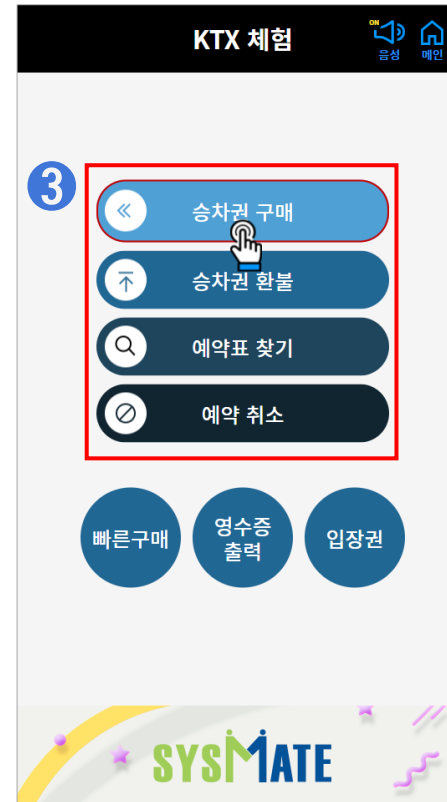 KTX 체험
ON
음성
메인
3
승차권 구매
승차권 환불
예약표 찾기
예약 취소
빠른구매
영수증
출력
입장권
SYSMATE